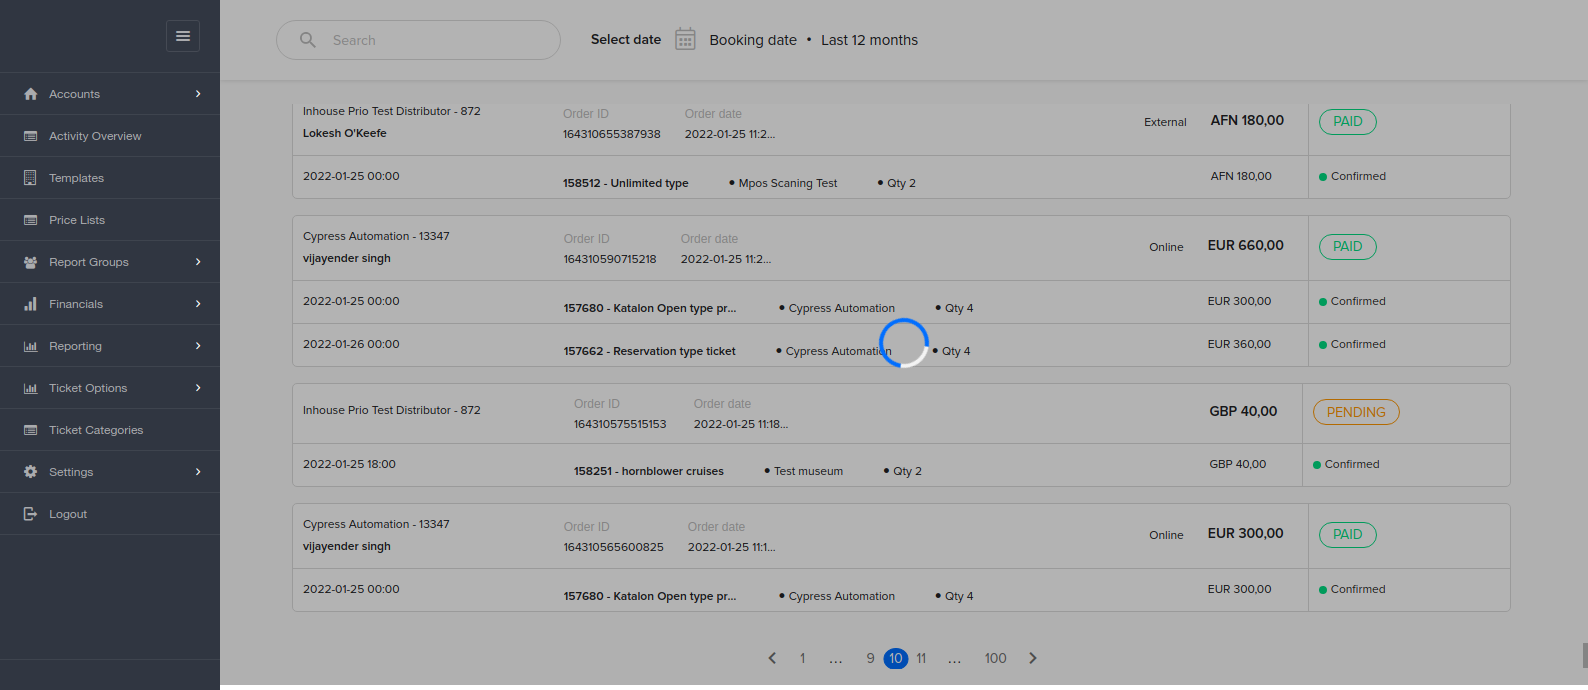 Search
Select date Booking date • Last 12 months
Accounts
Activity Overview
Templates
Price Lists
Report Groups
Financials
Reporting
Ticket Options
Ticket Categories
Settings
Logout
Inhouse Prio Test Distributor - 872 Order ID Order date
Lokesh O'Keefe 164310655387938 2022-01-25 11:2... External AFN 180,00 PAID
2022-01-25 00:00 158512 - Unlimited type • Mpos Scaning Test • Qty 2 AFN 180,00 Confirmed
Cypress Automation - 13347 Order ID Order date
vijayender singh 164310590715218 2022-01-25 11:2... Online EUR 660,00 PAID
2022-01-25 00:00 157680 - Katalon Open type pr... • Cypress Automation • Qty 4 EUR 300,00 Confirmed
2022-01-26 00:00 157662 - Reservation type ticket • Cypress Automation • Qty 4 EUR 360,00 Confirmed
Order ID Order date
Inhouse Prio Test Distributor - 872 164310575515153 2022-01-25 11:18... GBP 40,00 PENDING
2022-01-25 18:00 158251 - hornblower cruises • Test museum • Qty 2 GBP 40,00 Confirmed
Cypress Automation - 13347 Order ID Order date
vijayender singh 164310565600825 2022-01-25 11:1... Online EUR 300,00 PAID
2022-01-25 00:00 157680 - Katalon Open type pr... • Cypress Automation • Qty 4 EUR 300,00 Confirmed
1 ... 9 10 11 ... 100